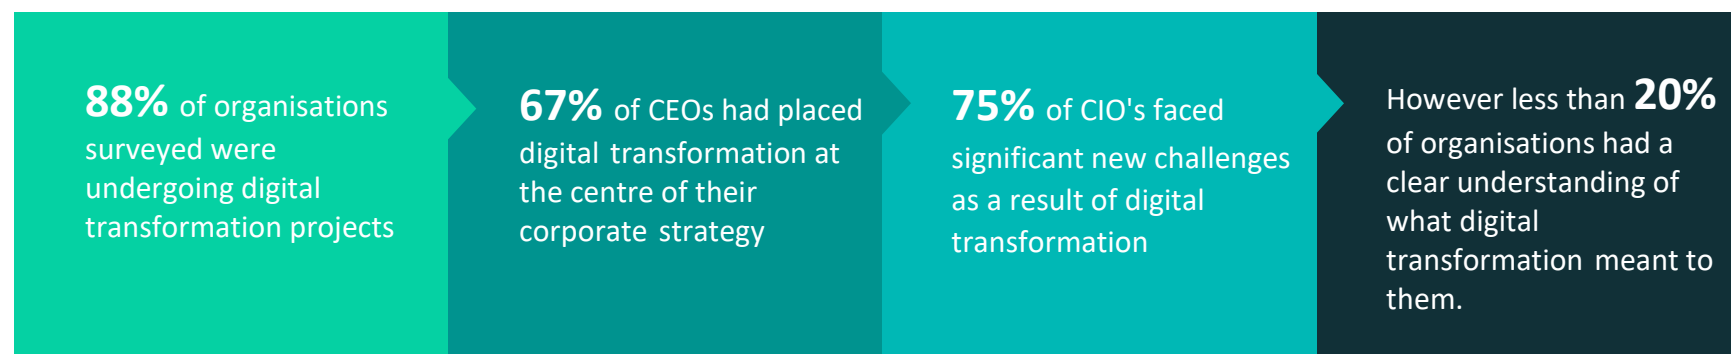 88% of organisations
surveyed were
undergoing digital
transformation projects
67% of CEOs had placed
digital transformation at
the centre of their
corporate strategy
75% of CIO's faced
significant new challenges
as a result of digital
transformation
However less than 20%
of organisations had a
clear understanding of
what digital
transformation meant to
them.